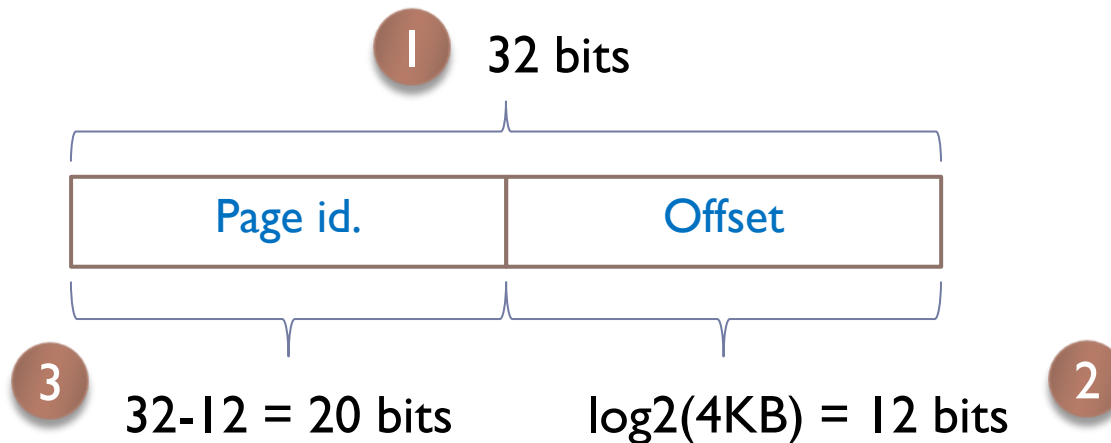 1 32 bits
Page id. Offset
3 32-12 = 20 bits log2(4KB) = 12 bits 2